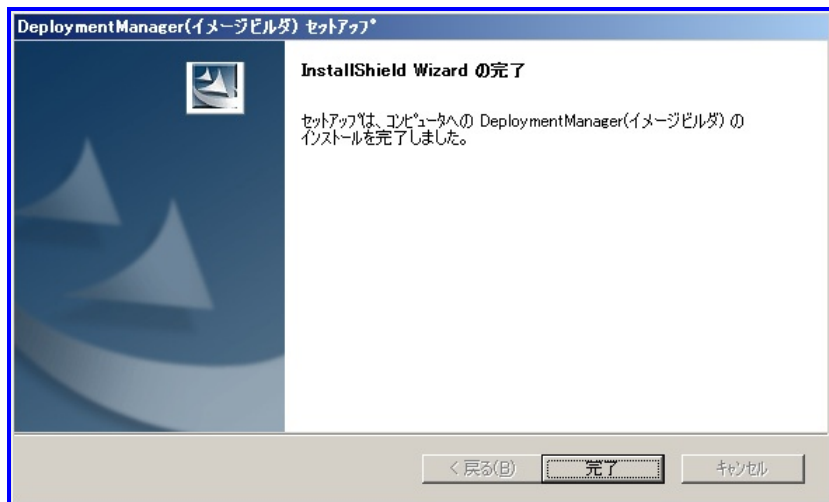 DeploymentManager(イメージビルダ) セットアップ
InstallShield Wizard の完了
セットアップは、コンピュータへの DeploymentManager(イメージビルダ) の
インストールを完了しました。
< 戻る(B)
完了
キャンセル